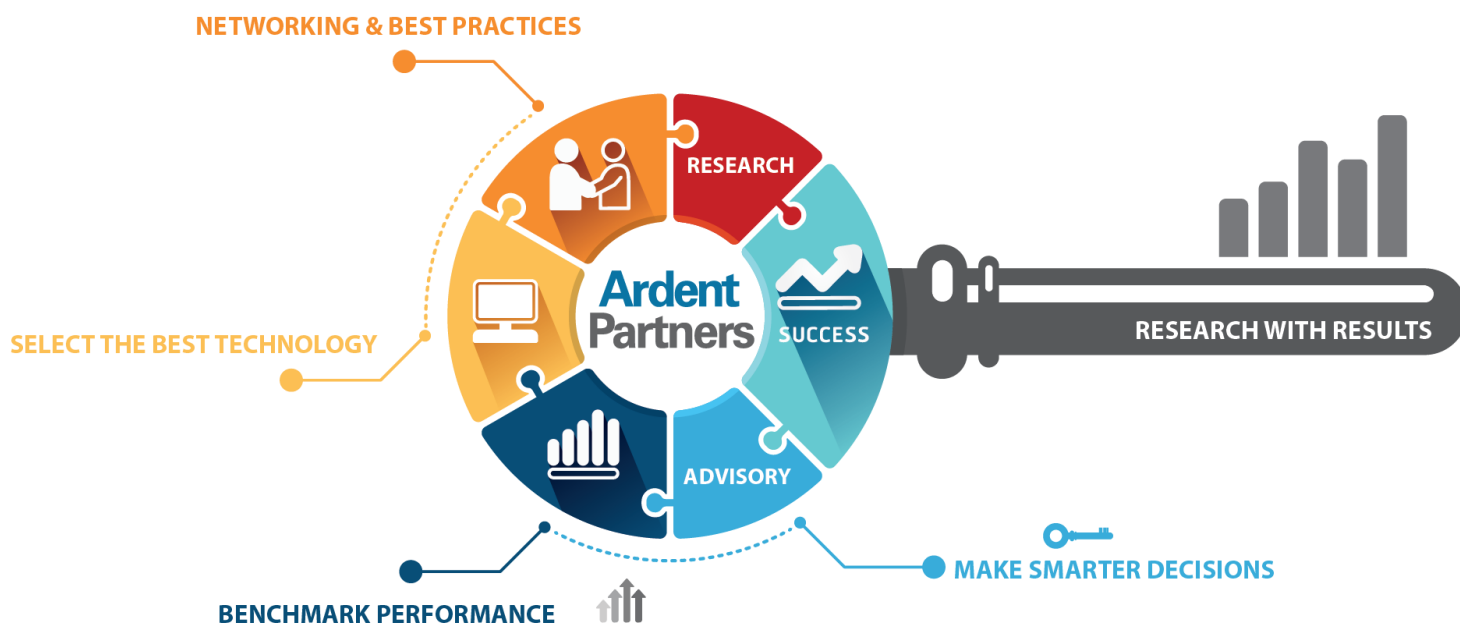 NETWORKING & BEST PRACTICES
RESEARCH
Ardent
Partners
SUCCESS
RESEARCH WITH RESULTS
SELECT THE BEST TECHNOLOGY
ADVISORY
MAKE SMARTER DECISIONS
BENCHMARK PERFORMANCE